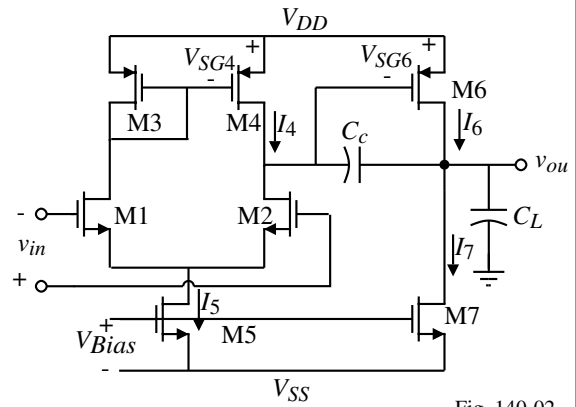 VDD
VSG4 + -
VSG6 + -
M3
M4
I4
Cc
M6
I6
vou
-
M1
M2
CL
vin
+
I7
I5
M7
VBias + -
M5
VSS
Fig. 140-02